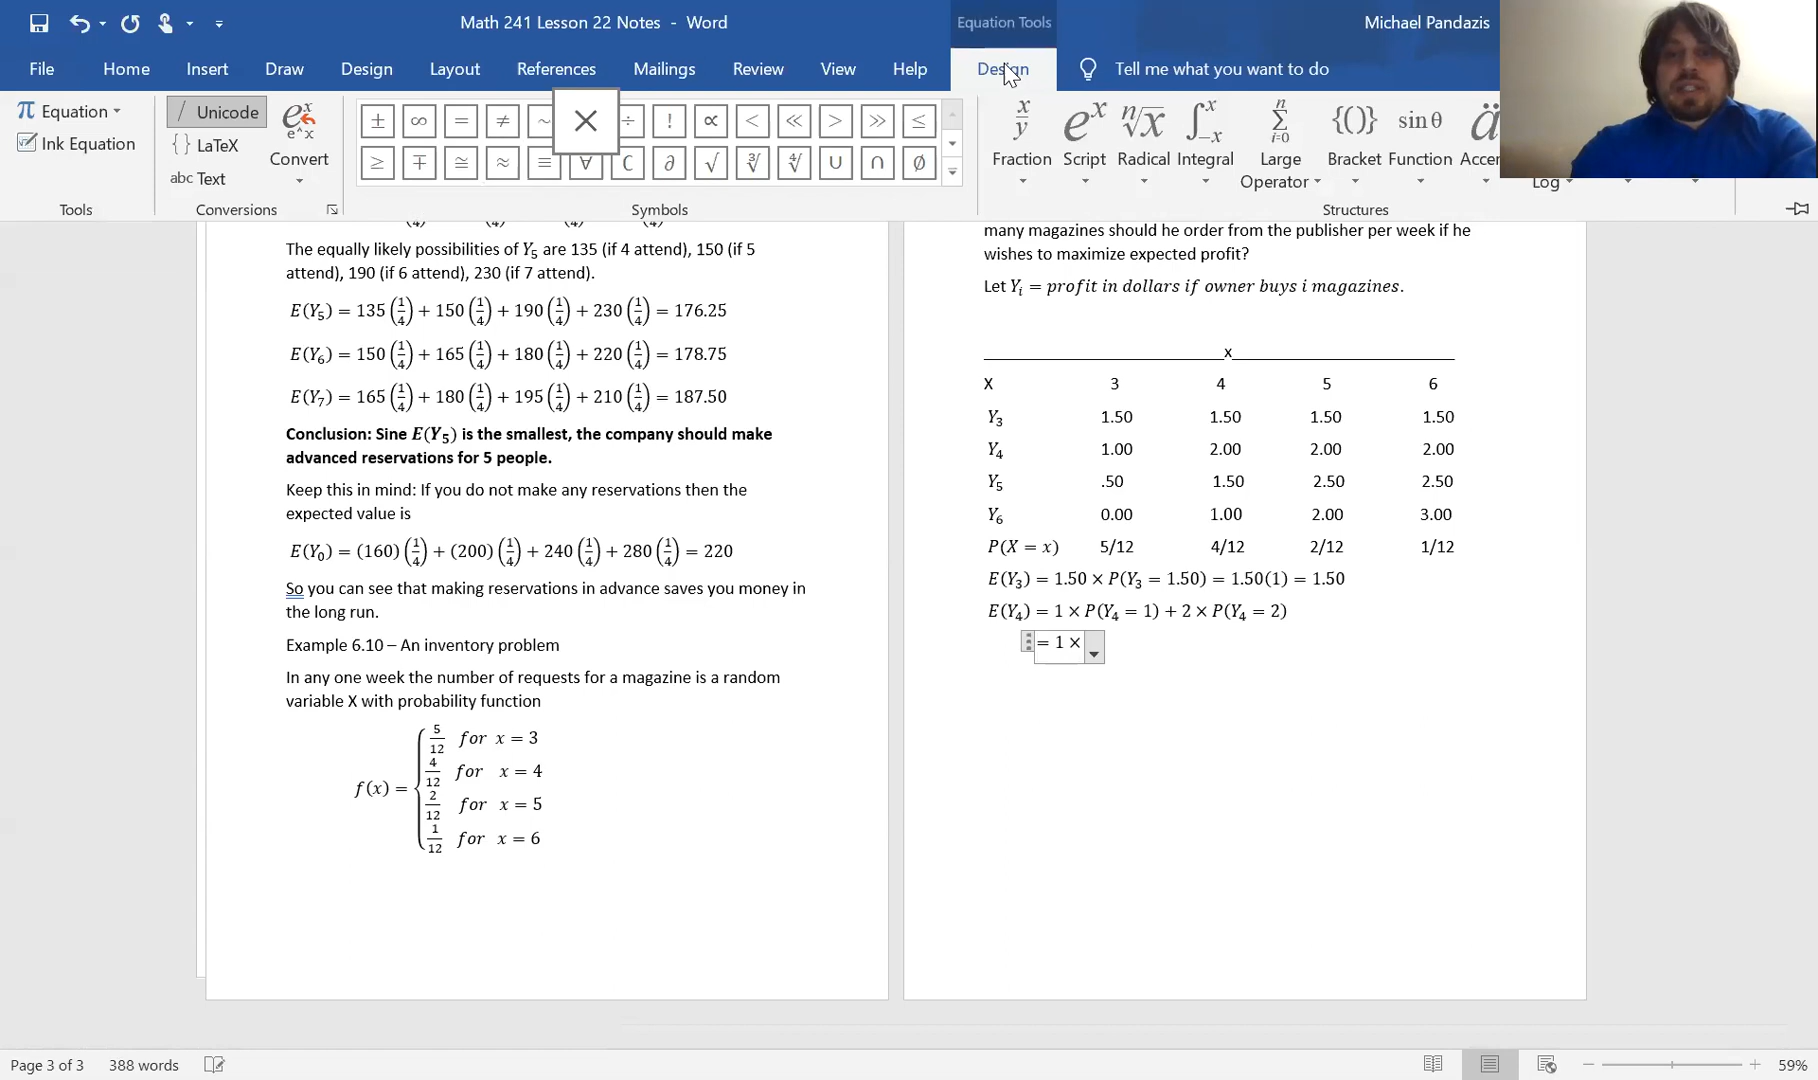 Math 241 Lesson 22 Notes - Word
Equation Tools
Michael Pandazis
File Home Insert Draw Design Layout References Mailings Review View Help Design Tell me what you want to do
π Equation
Ink Equation
Tools
Unicode
{} LaTeX
abc Text
Convert
Conversions
± ∞ = ≠ ~ × ÷ ! ∝ < ≪ > ≫ ≤
≥ ∓ ≅ ≈ ≡ ∀ ∁ ∂ √ ∛ ∜ ∪ ∩ ∅
Symbols
Fraction Script Radical Integral Large Operator Bracket Function Log
Structures
The equally likely possibilities of Y₅ are 135 (if 4 attend), 150 (if 5
attend), 190 (if 6 attend), 230 (if 7 attend).
E(Y₅) = 135 (1/4) + 150 (1/4) + 190 (1/4) + 230 (1/4) = 176.25
E(Y₆) = 150 (1/4) + 165 (1/4) + 180 (1/4) + 220 (1/4) = 178.75
E(Y₇) = 165 (1/4) + 180 (1/4) + 195 (1/4) + 210 (1/4) = 187.50
Conclusion: Sine E(Y₅) is the smallest, the company should make
advanced reservations for 5 people.
Keep this in mind: If you do not make any reservations then the
expected value is
E(Y₀) = (160) (1/4) + (200) (1/4) + 240 (1/4) + 280 (1/4) = 220
So you can see that making reservations in advance saves you money in
the long run.
Example 6.10 – An inventory problem
In any one week the number of requests for a magazine is a random
variable X with probability function
f(x) = { 5/12 for x = 3
4/12 for x = 4
2/12 for x = 5
1/12 for x = 6
many magazines should he order from the publisher per week if he
wishes to maximize expected profit?
Let Yᵢ = profit in dollars if owner buys i magazines.
x
X 3 4 5 6
Y₃ 1.50 1.50 1.50 1.50
Y₄ 1.00 2.00 2.00 2.00
Y₅ .50 1.50 2.50 2.50
Y₆ 0.00 1.00 2.00 3.00
P(X = x) 5/12 4/12 2/12 1/12
E(Y₃) = 1.50 × P(Y₃ = 1.50) = 1.50(1) = 1.50
E(Y₄) = 1 × P(Y₄ = 1) + 2 × P(Y₄ = 2)
= 1 ×
Page 3 of 3 388 words
59%